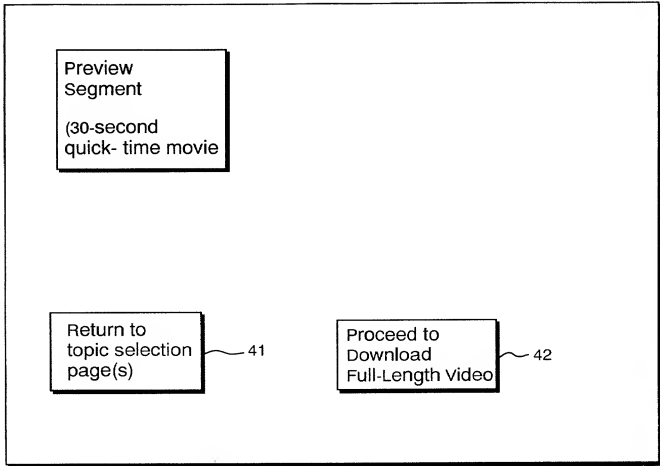 Preview
Segment
(30-second
quick- time movie
Return to
topic selection
page(s)
41
Proceed to
Download
Full-Length Video
42